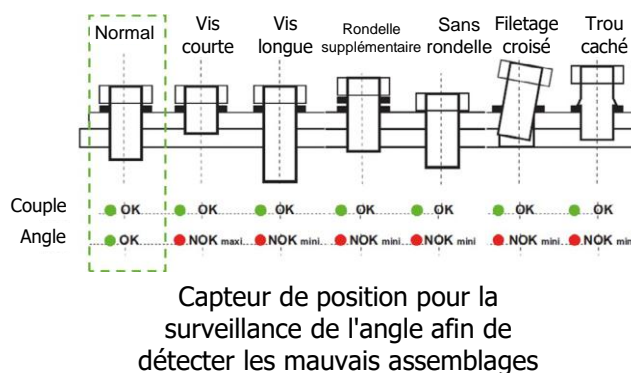 Normal Vis courte Vis longue Rondelle supplémentaire Sans rondelle Filetage croisé Trou caché
Couple OK OK OK OK OK OK OK
Angle OK NOK maxi. NOK mini. NOK mini NOK mini NOK mini. NOK mini
Capteur de position pour la
surveillance de l'angle afin de
détecter les mauvais assemblages